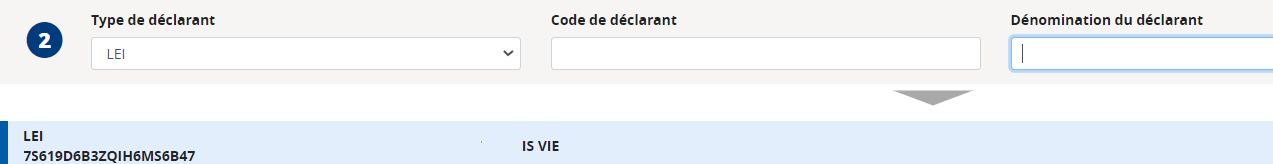 Type de déclarant Code de déclarant Dénomination du déclarant
2 LEI
LEI
7S619D6B3ZQIH6MS6B47 IS VIE